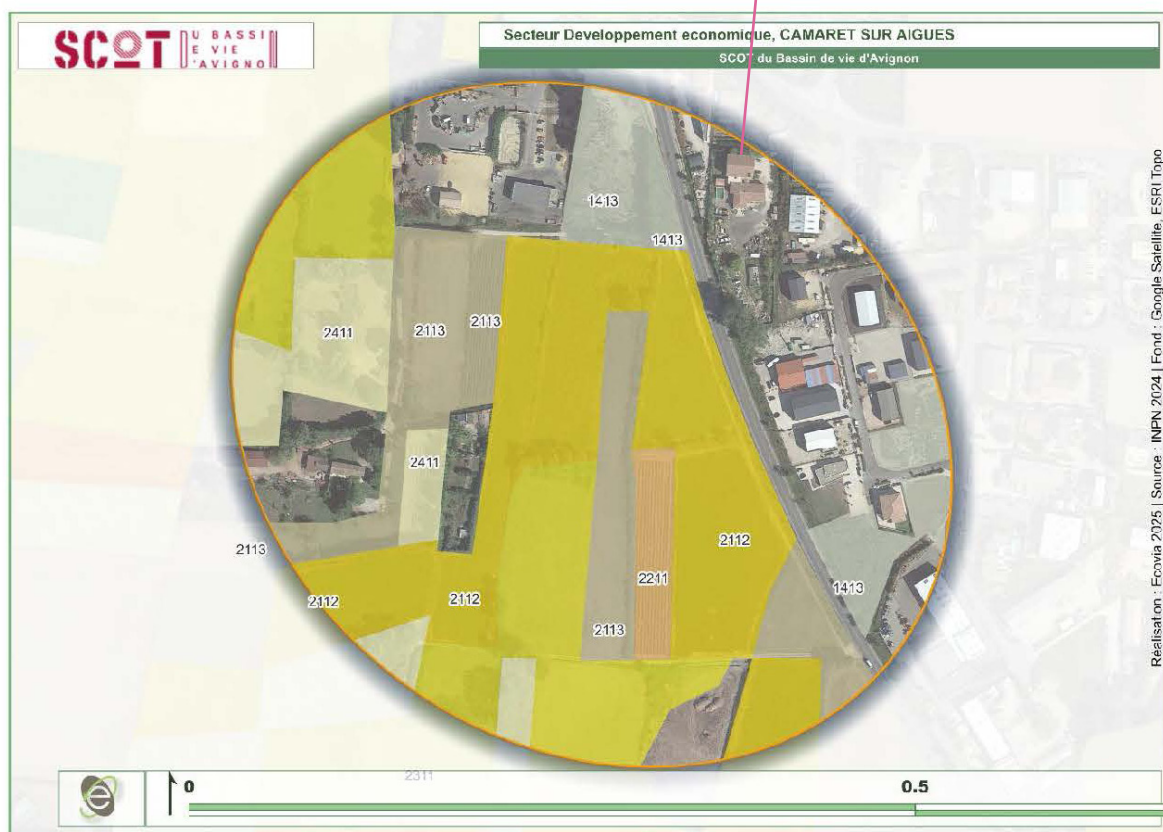 SCOT
U BASSI
E VIE
'AVIGNO
Secteur Developpement economique, CAMARET SUR AIGUES
SCOT du Bassin de vie d'Avignon
1413
1413
2411
2113
2113
2411
2113
2112
2112
2112
2211
2113
1413
2311
0
0.5
Réalisation : Ecovia 2025 | Source : INPN 2024 | Fond : Google Satellite, ESRI Topo